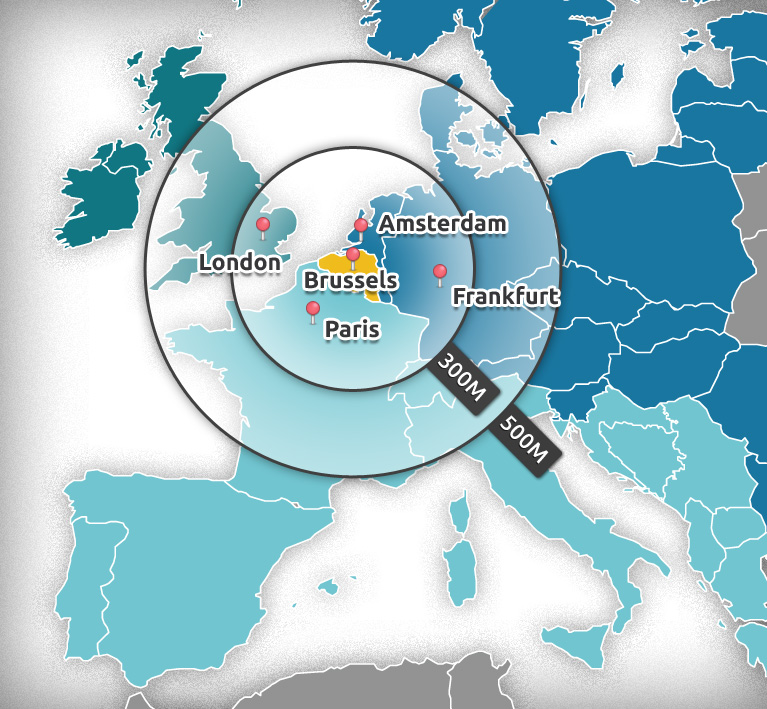 Amsterdam
London
Brussels
Frankfurt
Paris
300M
500M